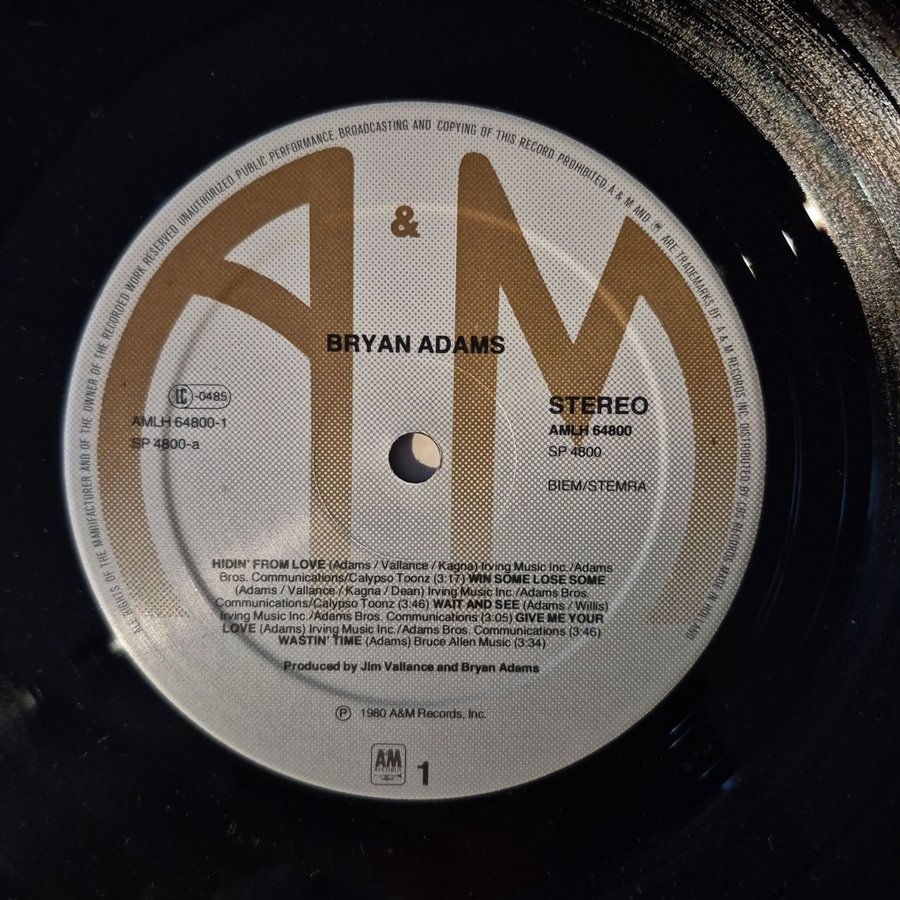 ALL RIGHTS OF THE MANUFACTURER AND OF THE OWNER OF THE RECORDED WORK RESERVED UNAUTHORIZED PUBLIC PERFORMANCE, BROADCASTING AND COPYING OF THIS RECORD PROHIBITED. A & M AND ARE TRADEMARKS OF A & M RECORDS INC. DISTRIBUTED BY CBS RECORDS MADE IN HOLLAND
A & M
BRYAN ADAMS
LC -0485
AMLH 64800-1
SP 4800-a
STEREO
AMLH 64800
SP 4800
BIEM/STEMRA
HIDIN' FROM LOVE (Adams / Vallance / Kagna) Irving Music Inc./Adams
Bros. Communications/Calypso Toonz (3:17) WIN SOME LOSE SOME
(Adams / Vallance / Kagna / Dean) Irving Music Inc./Adams Bros.
Communications/Calypso Toonz (3:46) WAIT AND SEE (Adams / Willis)
Irving Music Inc./Adams Bros. Communications (3:05) GIVE ME YOUR
LOVE (Adams) Irving Music Inc./Adams Bros. Communications (3:46)
WASTIN' TIME (Adams) Bruce Allen Music (3:34)
Produced by Jim Vallance and Bryan Adams
Ⓟ 1980 A&M Records, Inc.
A&M RECORDS
1